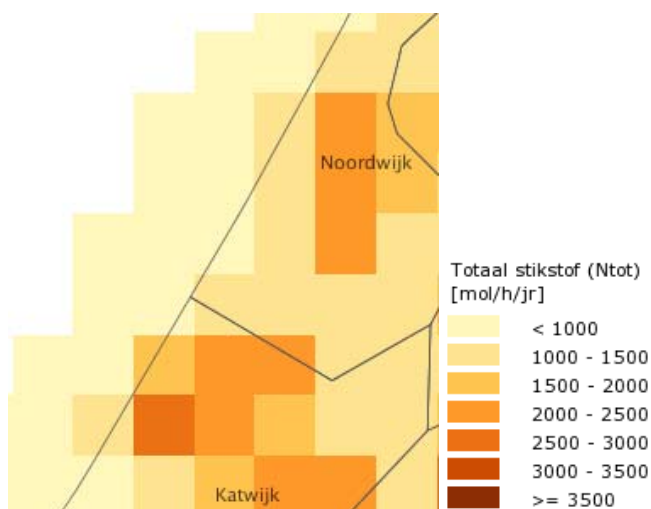 Noordwijk
Katwijk
Totaal stikstof (Ntot)
[mol/h/jr]
< 1000
1000 - 1500
1500 - 2000
2000 - 2500
2500 - 3000
3000 - 3500
>= 3500